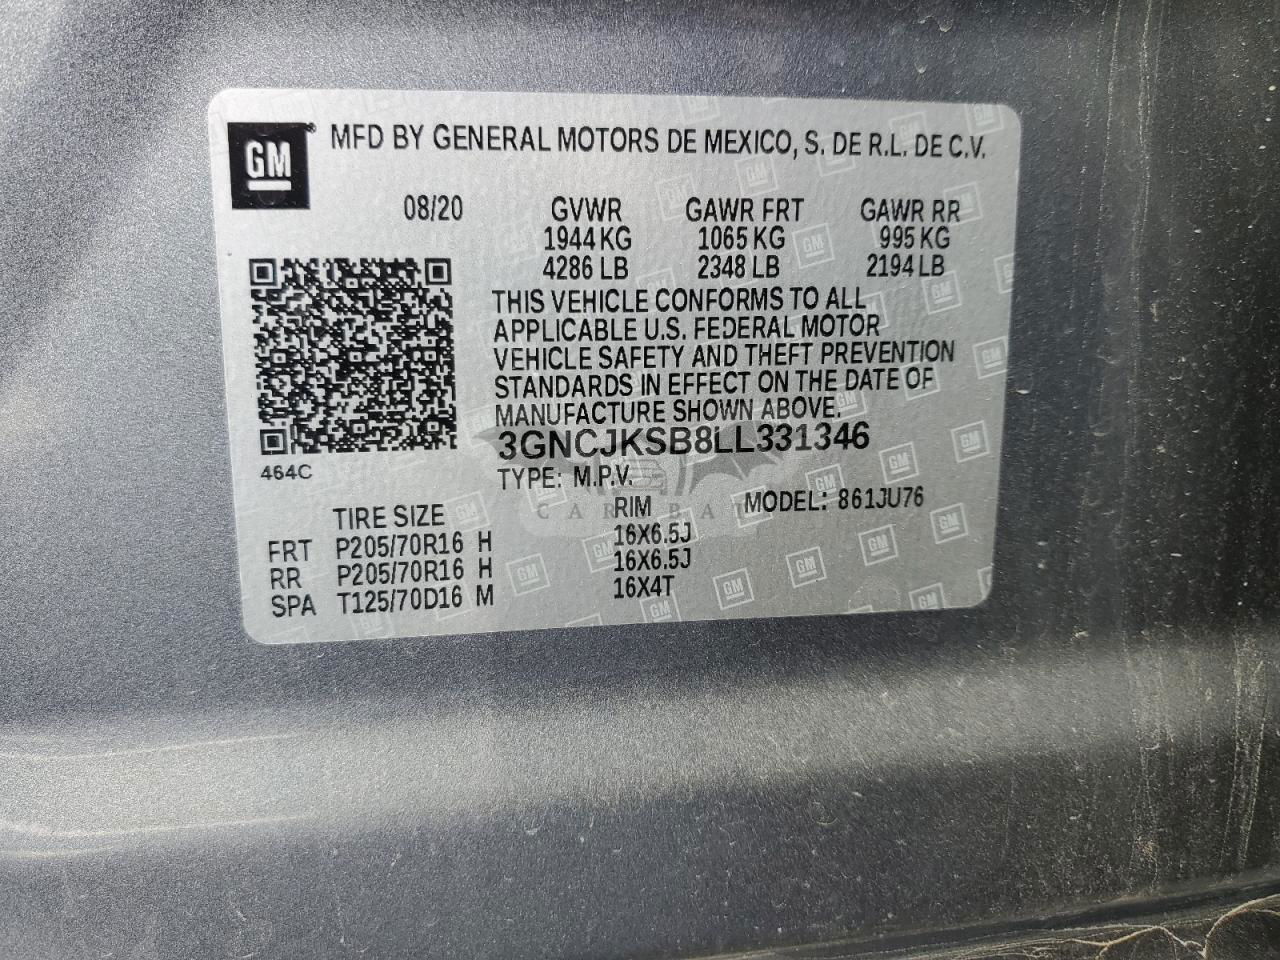 GM MFD BY GENERAL MOTORS DE MEXICO, S. DE R.L. DE C.V.
08/20 GVWR GAWR FRT GAWR RR
1944 KG 1065 KG 995 KG
4286 LB 2348 LB 2194 LB
THIS VEHICLE CONFORMS TO ALL
APPLICABLE U.S. FEDERAL MOTOR
VEHICLE SAFETY AND THEFT PREVENTION
STANDARDS IN EFFECT ON THE DATE OF
MANUFACTURE SHOWN ABOVE.
3GNCJKSB8LL331346
464C
TYPE: M.P.V.
TIRE SIZE RIM MODEL: 861JU76
FRT P205/70R16 H 16X6.5J
RR P205/70R16 H 16X6.5J
SPA T125/70D16 M 16X4T